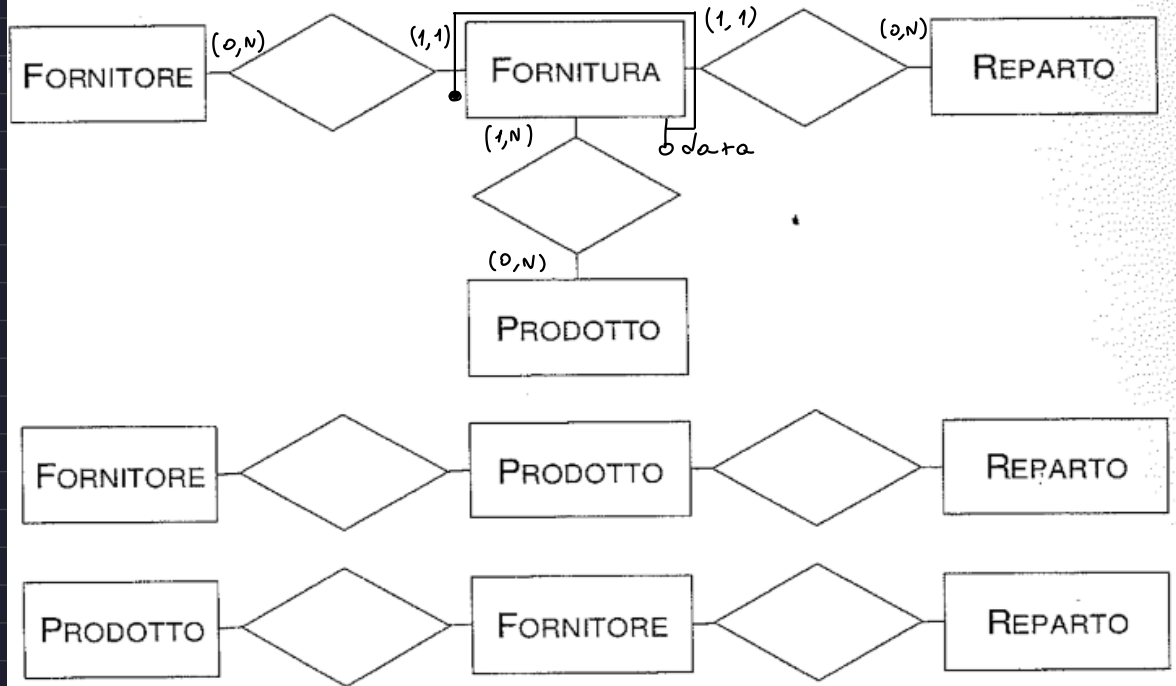 (0,N) (1,1) (1,1) (0,N)
FORNITORE FORNITURA REPARTO
(1,N) data
(0,N)
PRODOTTO
FORNITORE PRODOTTO REPARTO
PRODOTTO FORNITORE REPARTO